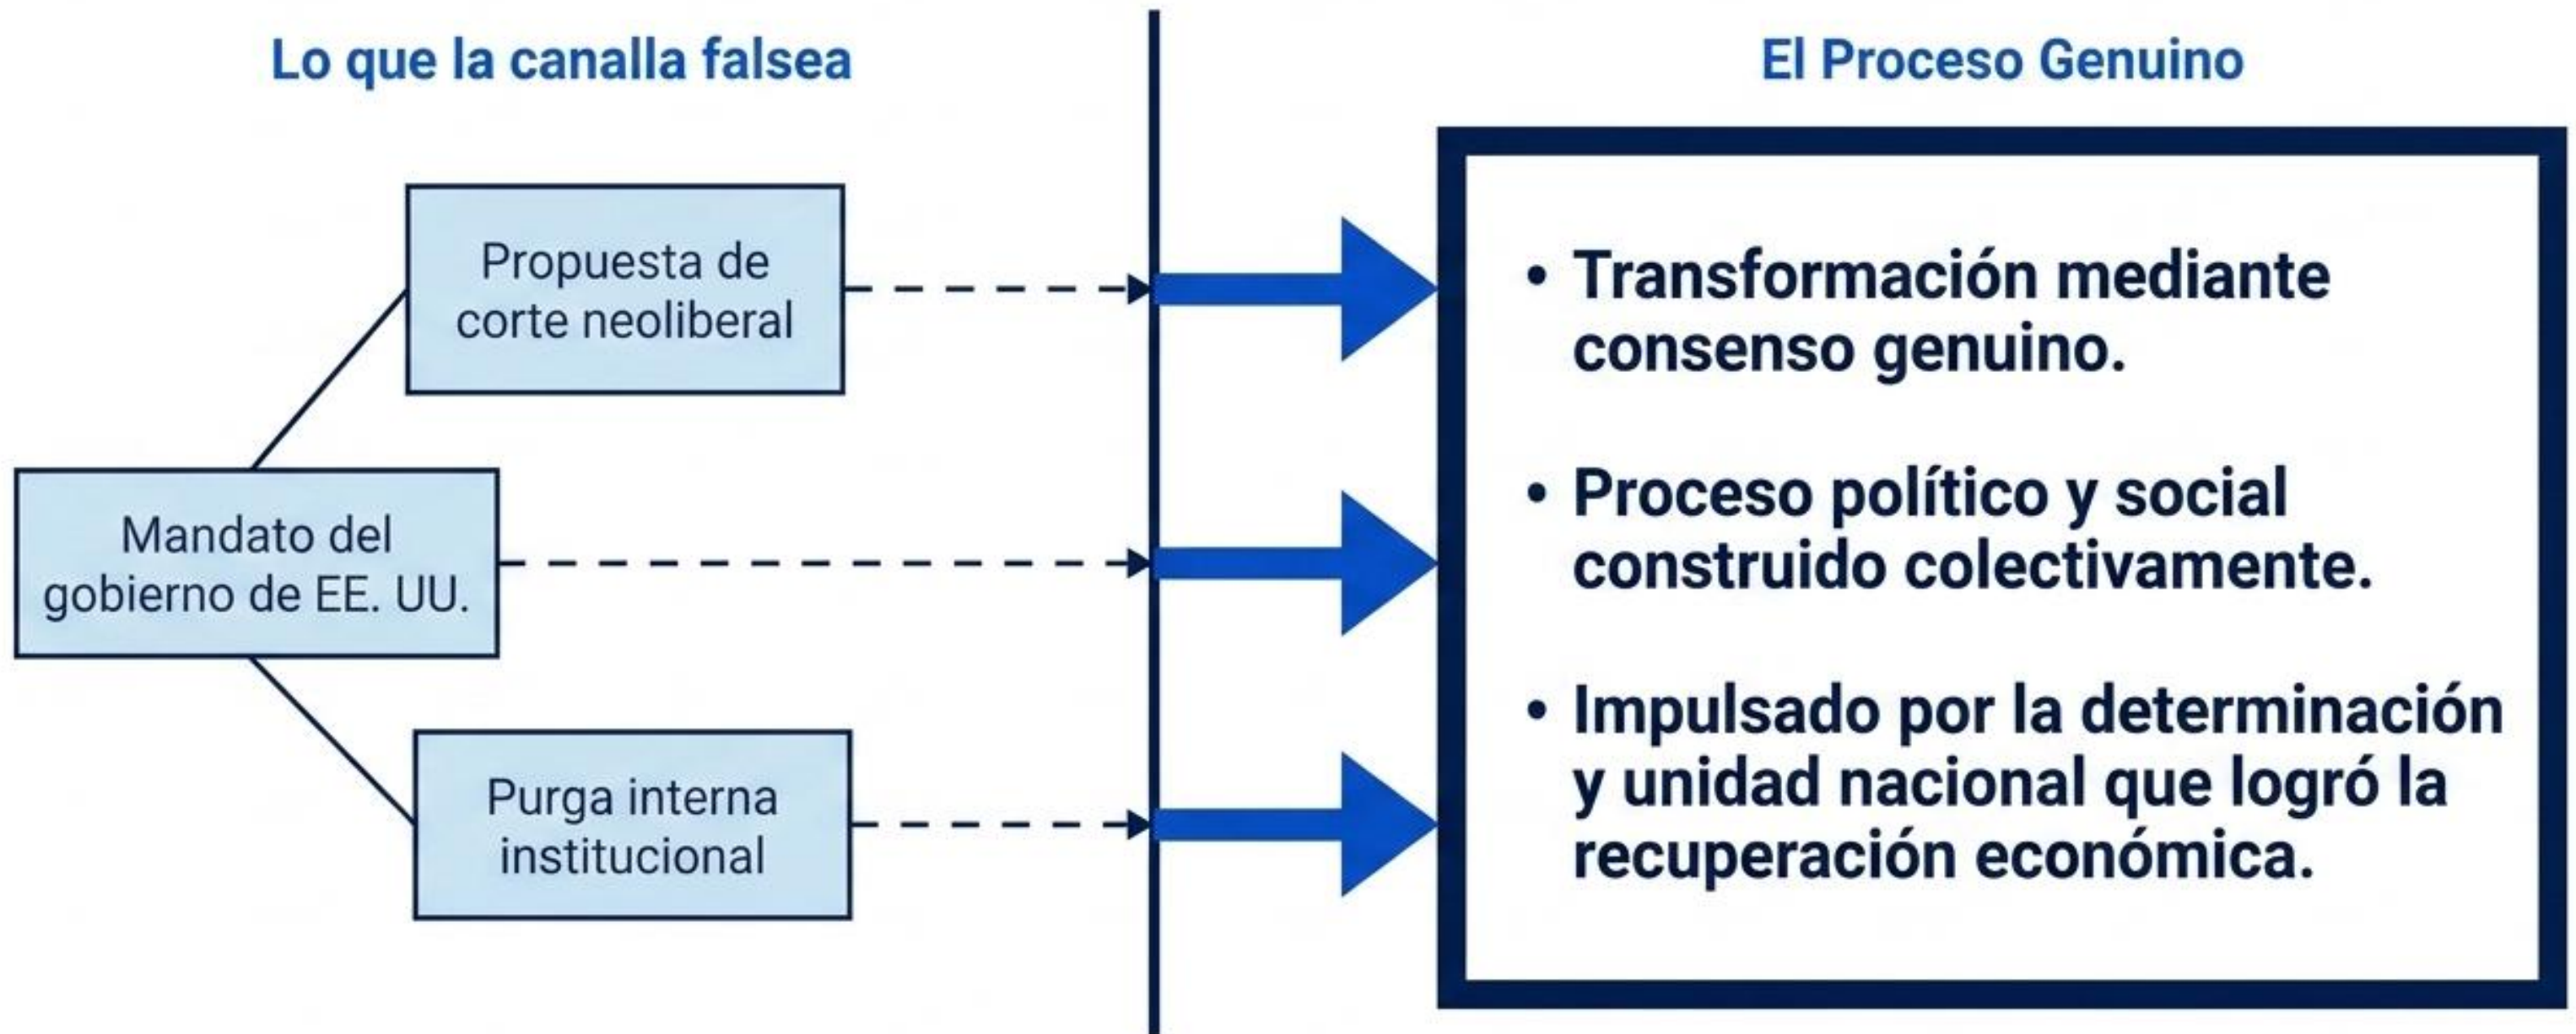 Lo que la canalla falsea
Propuesta de
corte neoliberal
Mandato del
gobierno de EE. UU.
Purga interna
institucional
El Proceso Genuino
• Transformación mediante
consenso genuino.
• Proceso político y social
construido colectivamente.
• Impulsado por la determinación
y unidad nacional que logró la
recuperación económica.